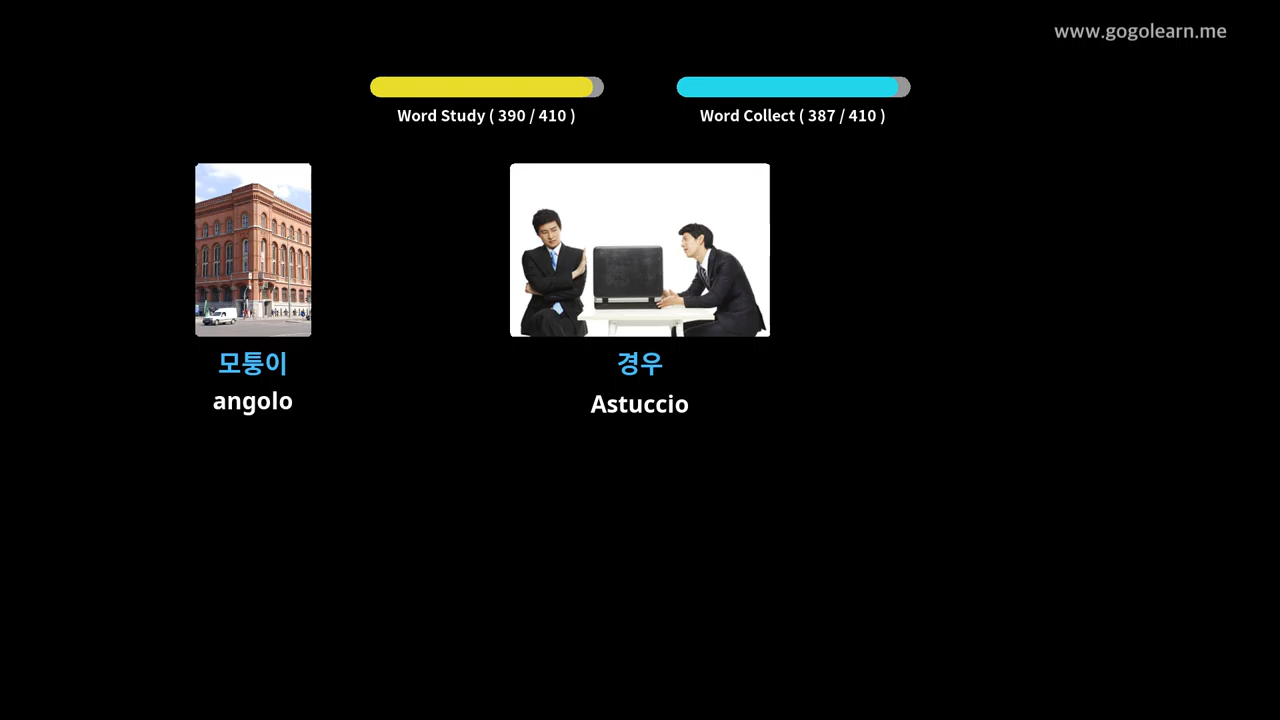 www.gogolearn.me
Word Study ( 390 / 410 )
Word Collect ( 387 / 410 )
모퉁이
angolo
경우
Astuccio